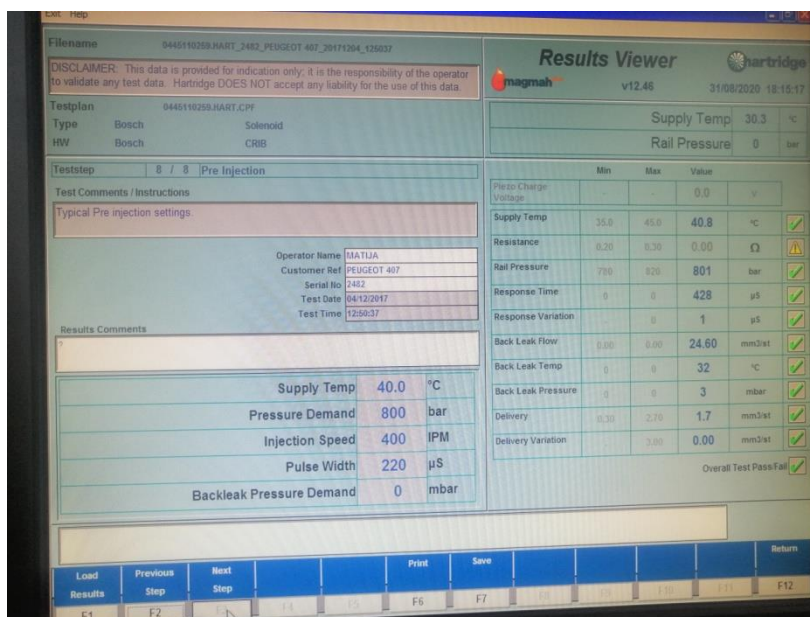 Exit Help
Filename 0445110259.HART_2482_PEUGEOT 407_20171204_125037
DISCLAIMER: This data is provided for indication only; it is the responsibility of the operator
to validate any test data. Hartridge DOES NOT accept any liability for the use of this data.
Testplan 0445110259.HART.CPF
Type Bosch Solenoid
HW Bosch CRIB
Results Viewer
hartridge
magmah
v12.46 31/08/2020 18:15:17
Supply Temp 30.3 °C
Rail Pressure 0 bar
Teststep 8 / 8 Pre Injection
Test Comments / Instructions
Typical Pre injection settings.
Operator Name MATIJA
Customer Ref PEUGEOT 407
Serial No 2482
Test Date 04/12/2017
Test Time 12:50:37
Results Comments
?
Supply Temp 40.0 °C
Pressure Demand 800 bar
Injection Speed 400 IPM
Pulse Width 220 µS
Backleak Pressure Demand 0 mbar
Min Max Value
Piezo Charge
Voltage - - 0.0 v
Supply Temp 35.0 45.0 40.8 °C
Resistance 0.20 0.30 0.00 Ω
Rail Pressure 780 820 801 bar
Response Time 0 0 428 µS
Response Variation 0 1 µS
Back Leak Flow 0.00 0.00 24.60 mm3/st
Back Leak Temp 0 0 32 °C
Back Leak Pressure 0 0 3 mbar
Delivery 0.30 2.70 1.7 mm3/st
Delivery Variation 3.00 0.00 mm3/st
Overall Test Pass/Fail
Load
Results
Previous
Step
Next
Step
Print
Save
Return
F1 F2 F3 F4 F5 F6 F7 F8 F9 F10 F11 F12